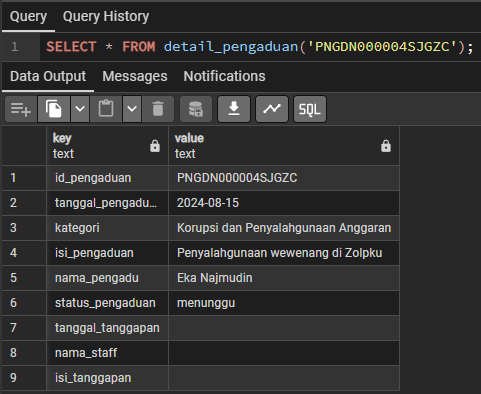 Query Query History
1 SELECT * FROM detail_pengaduan('PNGDN000004SJGZC');
Data Output Messages Notifications
SQL
key value
text text
1 id_pengaduan PNGDN000004SJGZC
2 tanggal_pengadu... 2024-08-15
3 kategori Korupsi dan Penyalahgunaan Anggaran
4 isi_pengaduan Penyalahgunaan wewenang di Zolpku
5 nama_pengadu Eka Najmudin
6 status_pengaduan menunggu
7 tanggal_tanggapan
8 nama_staff
9 isi_tanggapan